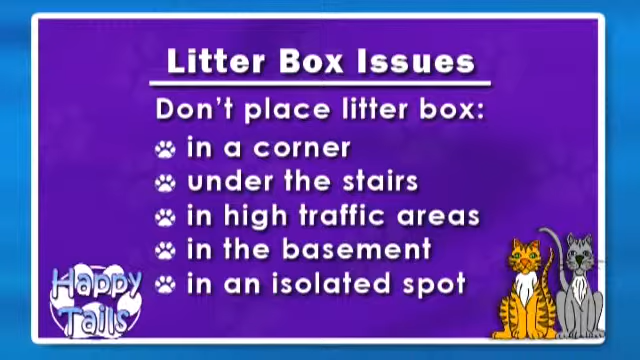 Litter Box Issues
Don't place litter box:
in a corner
under the stairs
in high traffic areas
in the basement
in an isolated spot
Happy
Tails